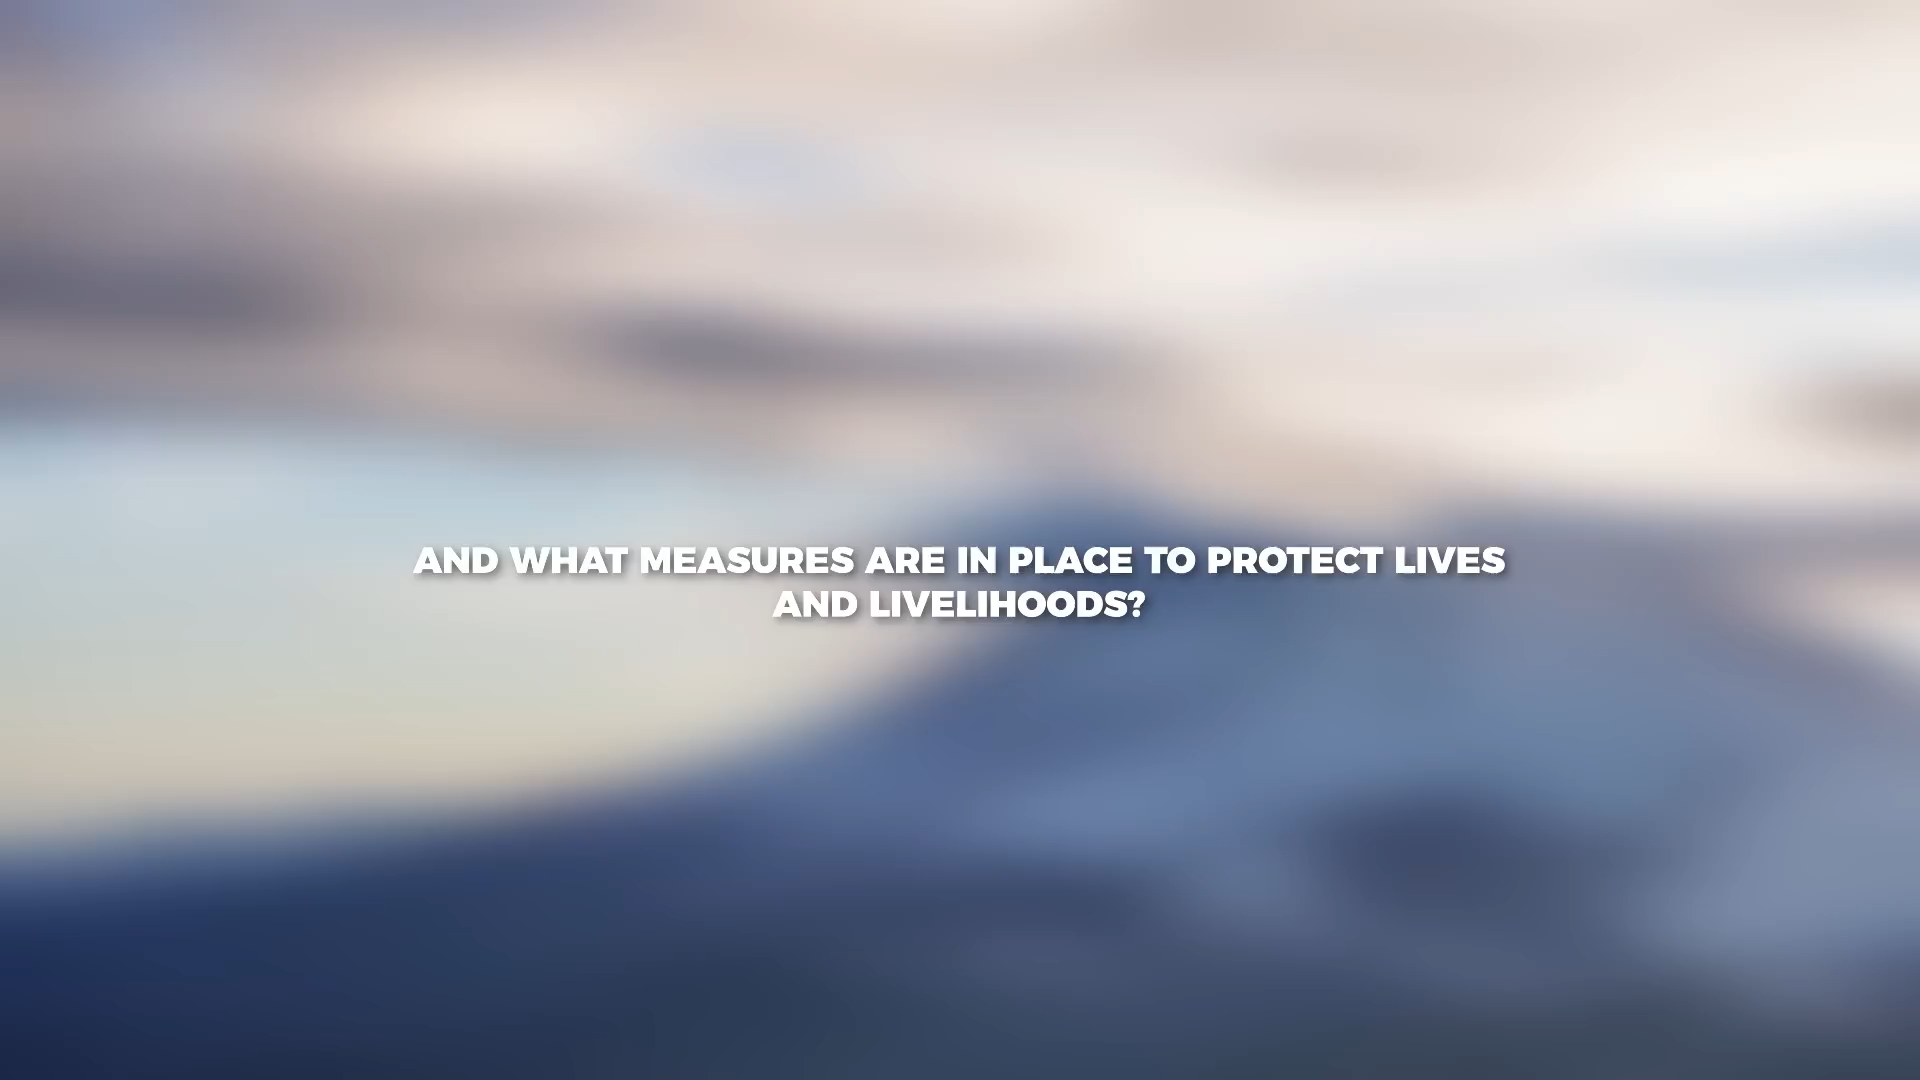 AND WHAT MEASURES ARE IN PLACE TO PROTECT LIVES
AND LIVELIHOODS?